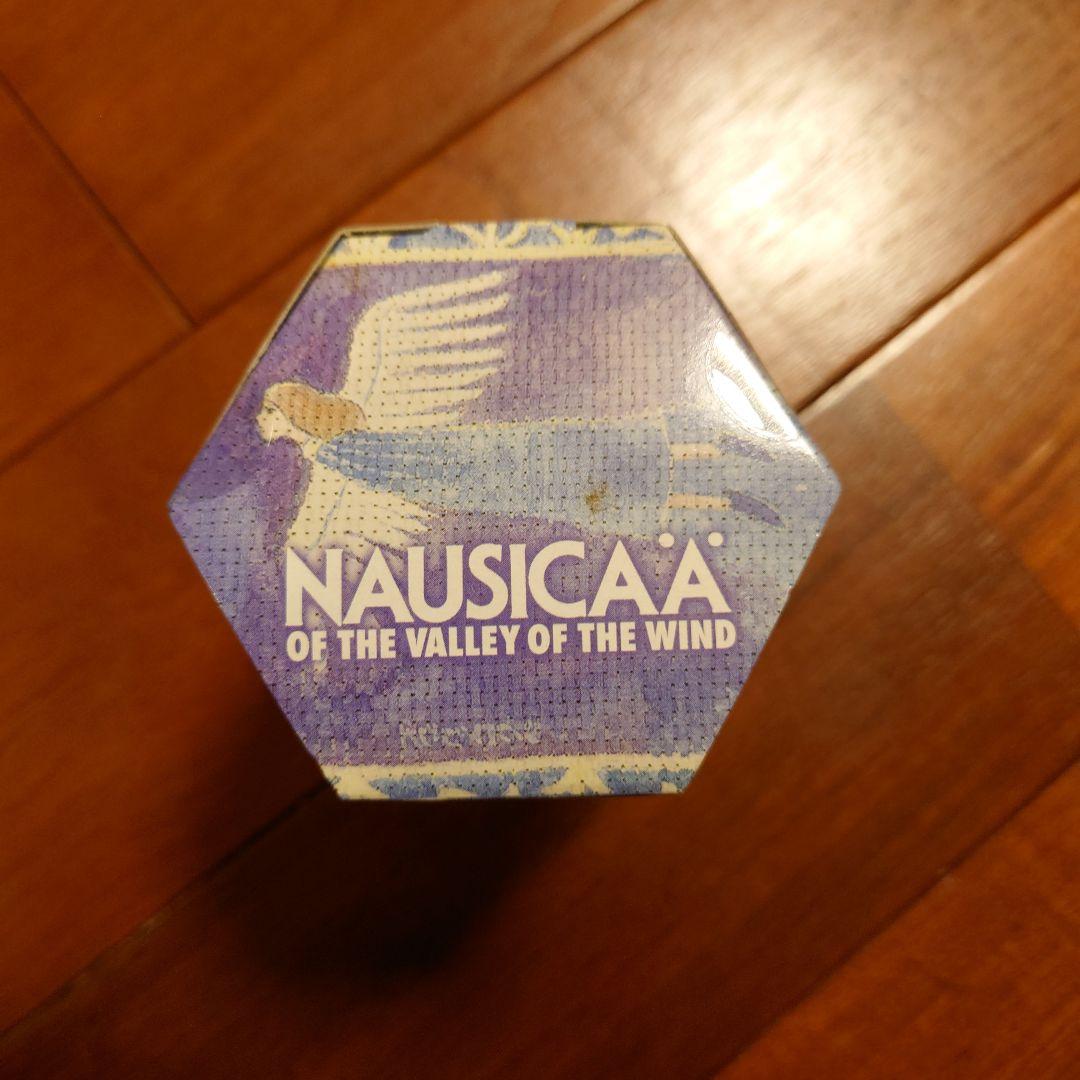 NAUSICAÄ
OF THE VALLEY OF THE WIND